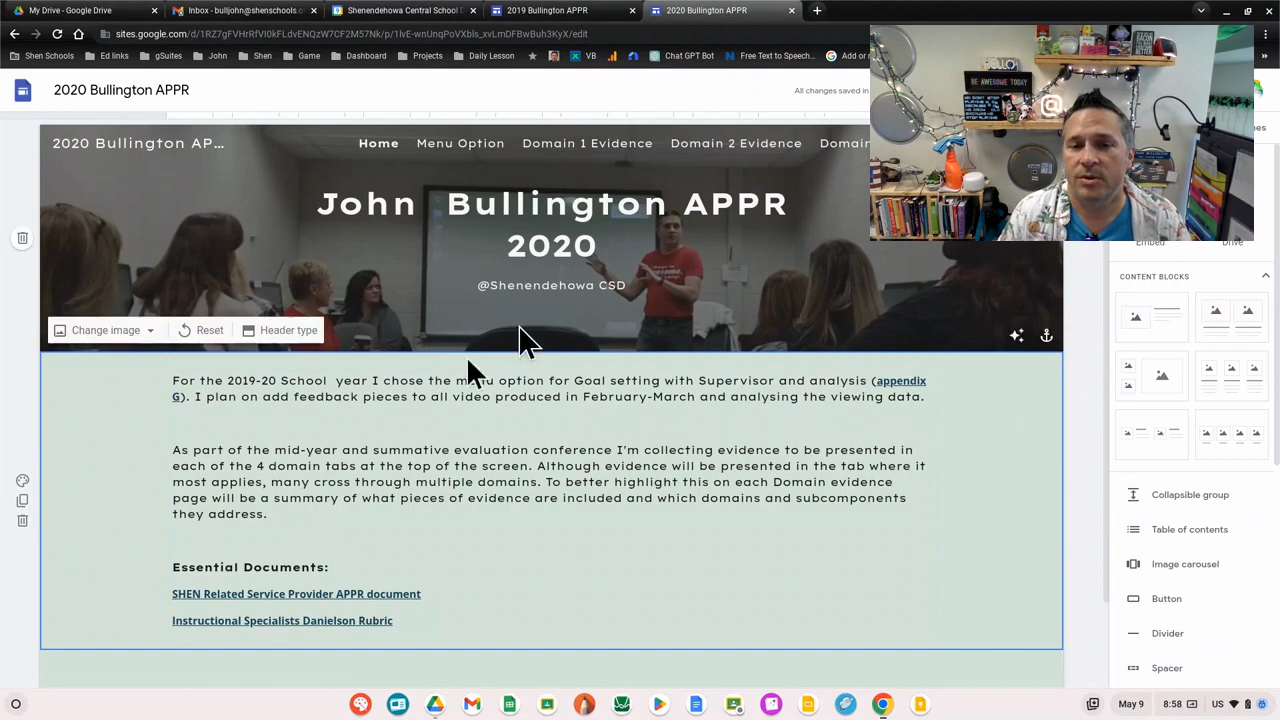 My Drive - Google Drive
Inbox - bulljohn@shenschools.c
Shenendehowa Central School D
2019 Bullington APPR
2020 Bullington APPR
sites.google.com/d/1RZ7gFVHrRfVI0kFLdvENQzW7OZEM57Nk/p/1lvE-wnUnqPoVXbls_xvLmDFBwBuh3KyX/edit
Shen Schools
Ed links
gSuites
John
Shen
Game
Dashboard
Projects
Daily Lesson
VB
Chat GPT Bot
Free Text to Speech
Add or
2020 Bullington APPR
All changes saved in
HELLO
BE AWESOME TODAY
@
2020 Bullington AP...
Home
Menu Option
Domain 1 Evidence
Domain 2 Evidence
Domain
John Bullington APPR
2020
@Shenendehowa CSD
Change image
Reset
Header type
For the 2019-20 School year I chose the menu option for Goal setting with Supervisor and analysis (appendix
G). I plan on add feedback pieces to all video produced in February-March and analysing the viewing data.
As part of the mid-year and summative evaluation conference I'm collecting evidence to be presented in
each of the 4 domain tabs at the top of the screen. Although evidence will be presented in the tab where it
most applies, many cross through multiple domains. To better highlight this on each Domain evidence
page will be a summary of what pieces of evidence are included and which domains and subcomponents
they address.
Essential Documents:
SHEN Related Service Provider APPR document
Instructional Specialists Danielson Rubric
Embed
Drive
CONTENT BLOCKS
Collapsible group
Table of contents
Image carousel
Button
Divider
Spacer
May 9
8:58
US